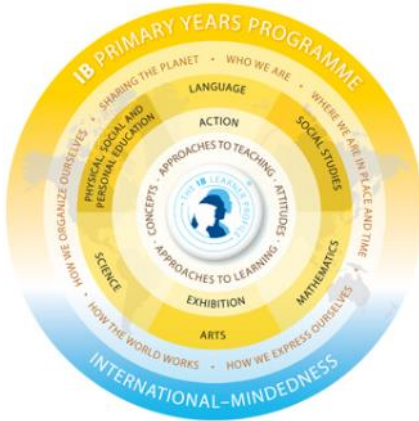 IB PRIMARY YEARS PROGRAMME
SHARING THE PLANET • WHO WE ARE • WHERE WE ARE IN PLACE AND TIME • HOW WE EXPRESS OURSELVES • HOW THE WORLD WORKS • HOW WE ORGANIZE OURSELVES •
LANGUAGE
SOCIAL STUDIES
MATHEMATICS
ARTS
SCIENCE
PHYSICAL, SOCIAL AND
PERSONAL EDUCATION
ACTION
EXHIBITION
APPROACHES TO TEACHING · ATTITUDES · APPROACHES TO LEARNING · CONCEPTS ·
THE IB LEARNER PROFILE
INTERNATIONAL–MINDEDNESS